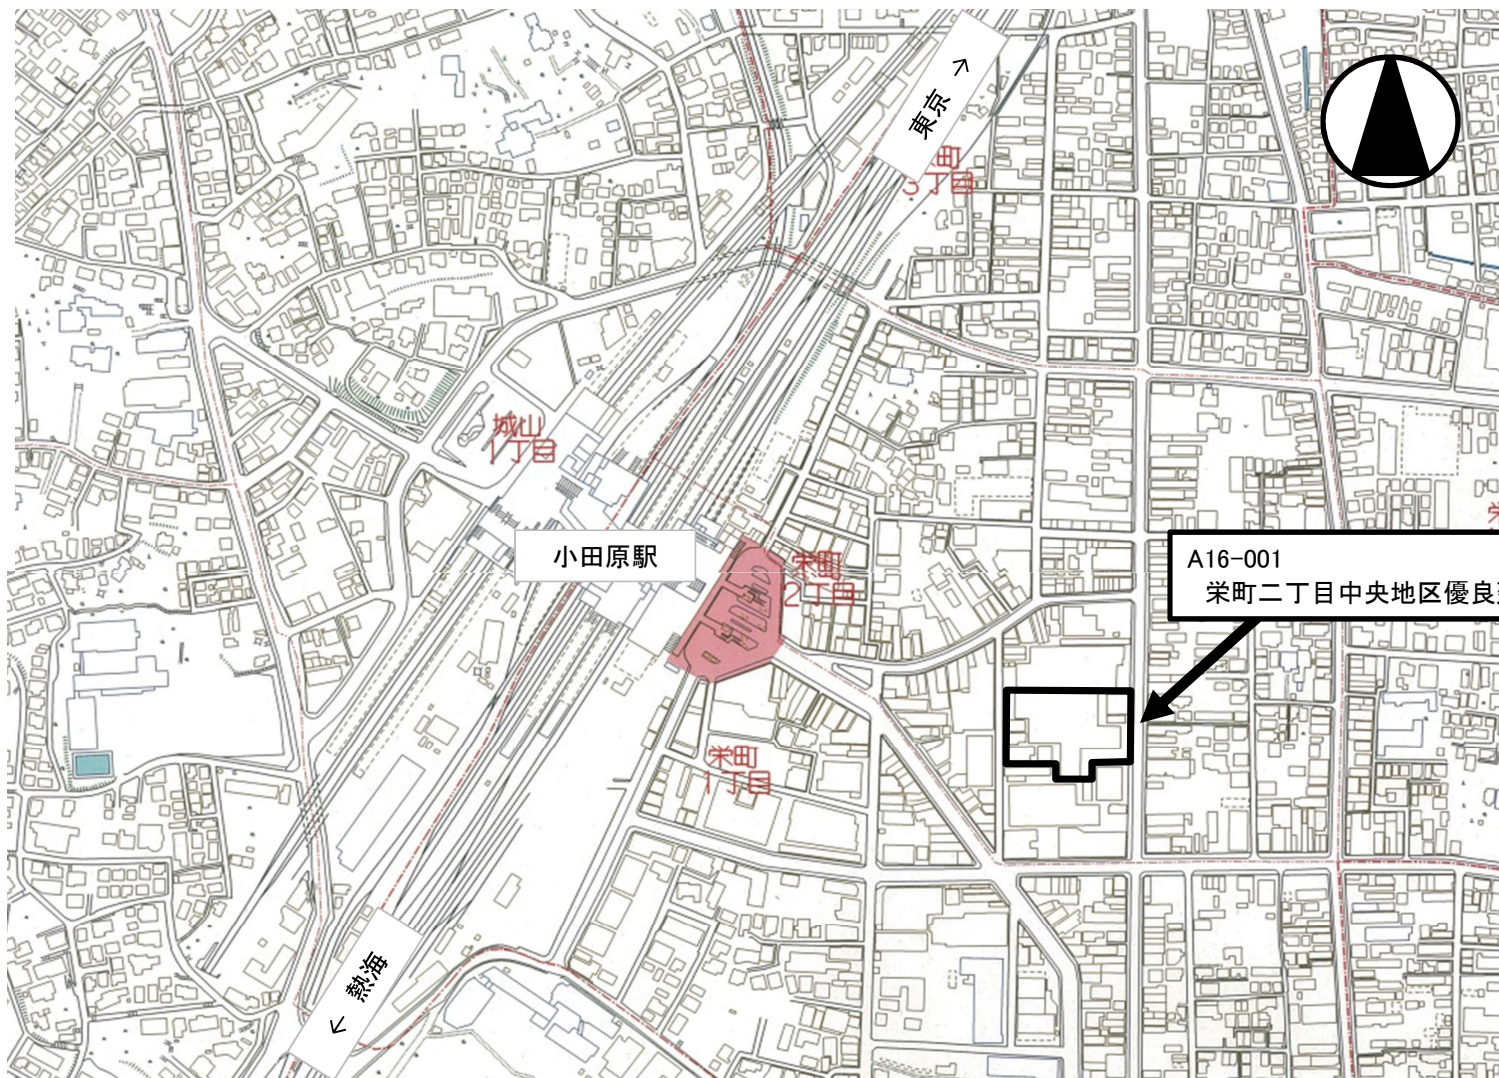 東京 →
町
3丁目
城山
1丁目
小田原駅
栄町
2丁目
A16-001
栄町二丁目中央地区優良
栄町
1丁目
← 熱海